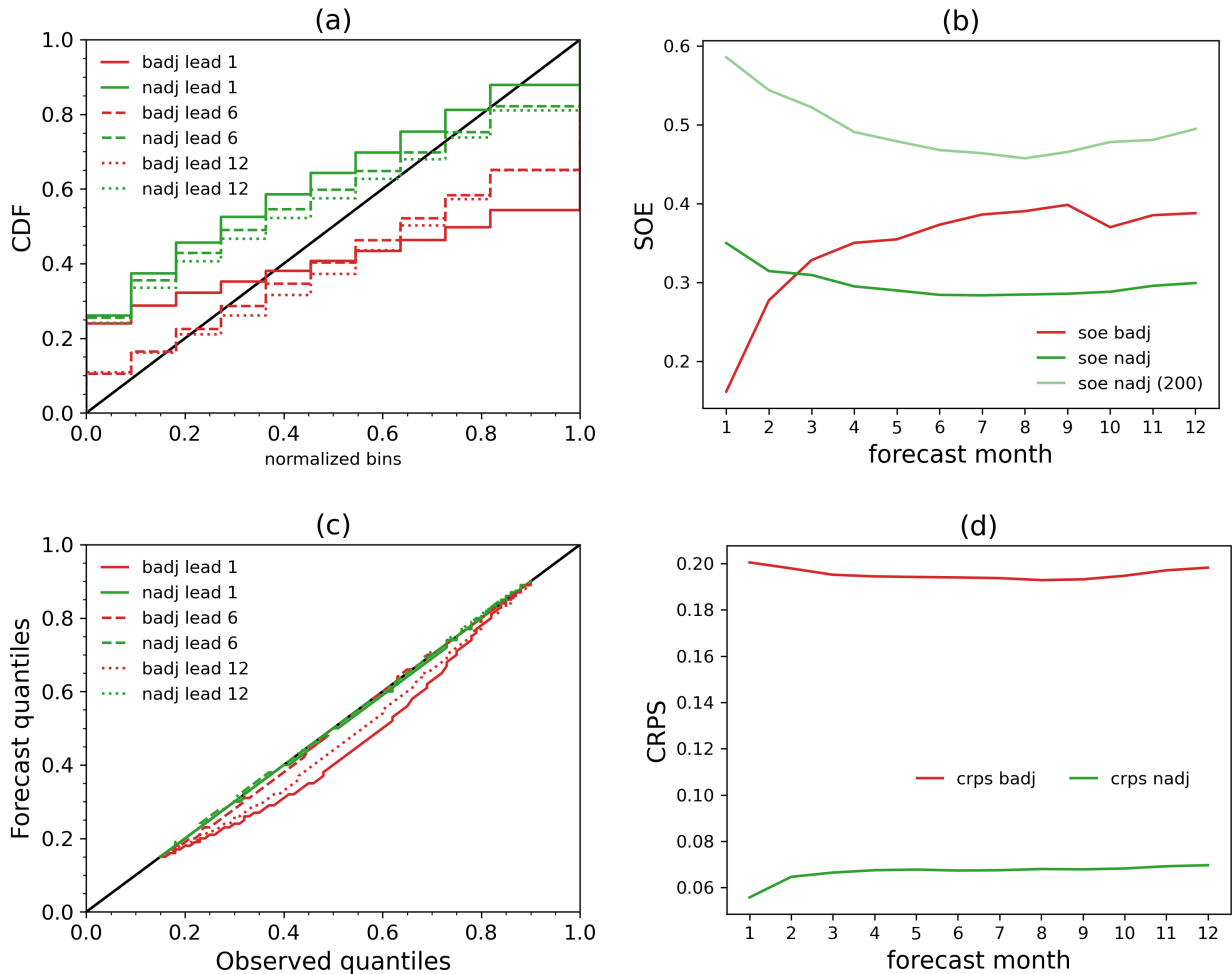 (a)
CDF
1.0
0.8
0.6
0.4
0.2
0.0
badj lead 1
nadj lead 1
badj lead 6
nadj lead 6
badj lead 12
nadj lead 12
0.0 0.2 0.4 0.6 0.8 1.0
normalized bins
(b)
SOE
0.6
0.5
0.4
0.3
0.2
soe badj
soe nadj
soe nadj (200)
1 2 3 4 5 6 7 8 9 10 11 12
forecast month
(c)
Forecast quantiles
1.0
0.8
0.6
0.4
0.2
0.0
badj lead 1
nadj lead 1
badj lead 6
nadj lead 6
badj lead 12
nadj lead 12
0.0 0.2 0.4 0.6 0.8 1.0
Observed quantiles
(d)
CRPS
0.20
0.18
0.16
0.14
0.12
0.10
0.08
0.06
crps badj crps nadj
1 2 3 4 5 6 7 8 9 10 11 12
forecast month